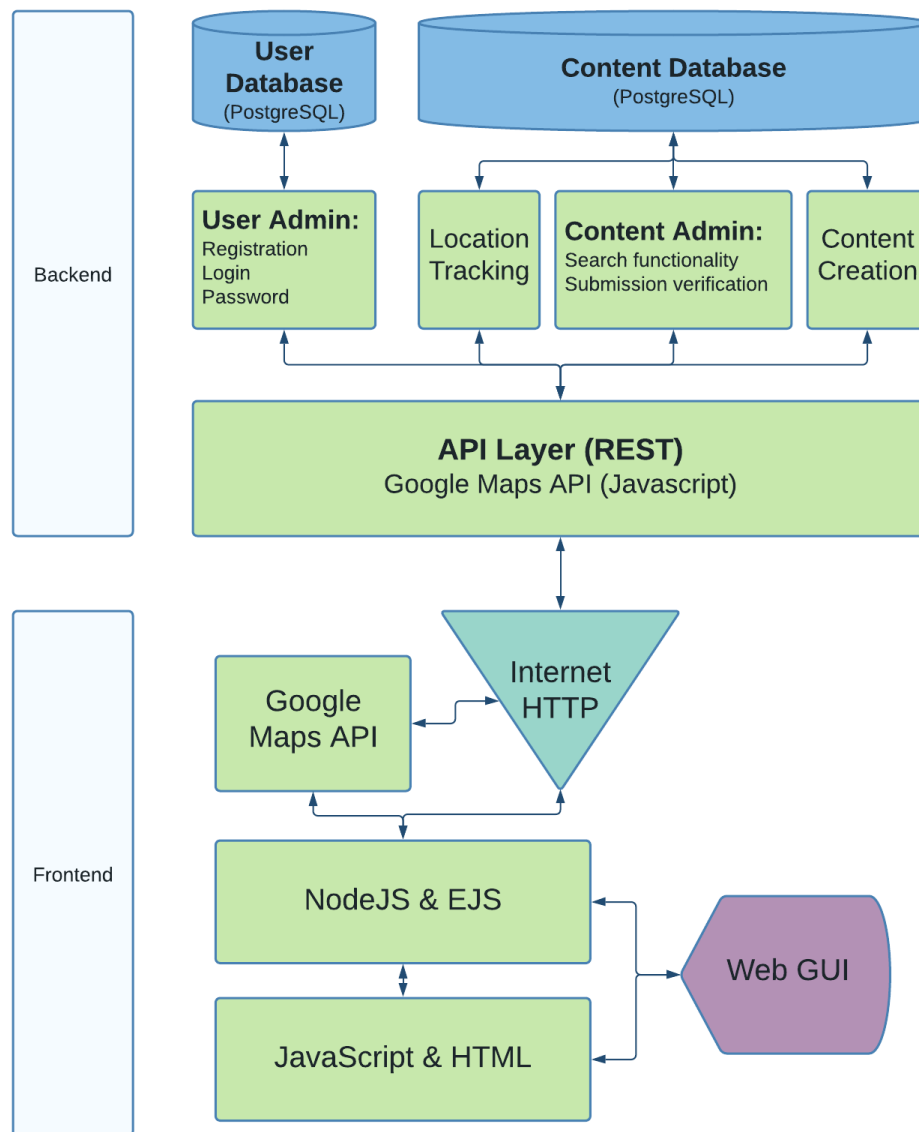 User
Database
(PostgreSQL)
Content Database
(PostgreSQL)
Backend
User Admin:
Registration
Login
Password
Location
Tracking
Content Admin:
Search functionality
Submission verification
Content
Creation
API Layer (REST)
Google Maps API (Javascript)
Internet
HTTP
Google
Maps API
Frontend
NodeJS & EJS
Web GUI
JavaScript & HTML